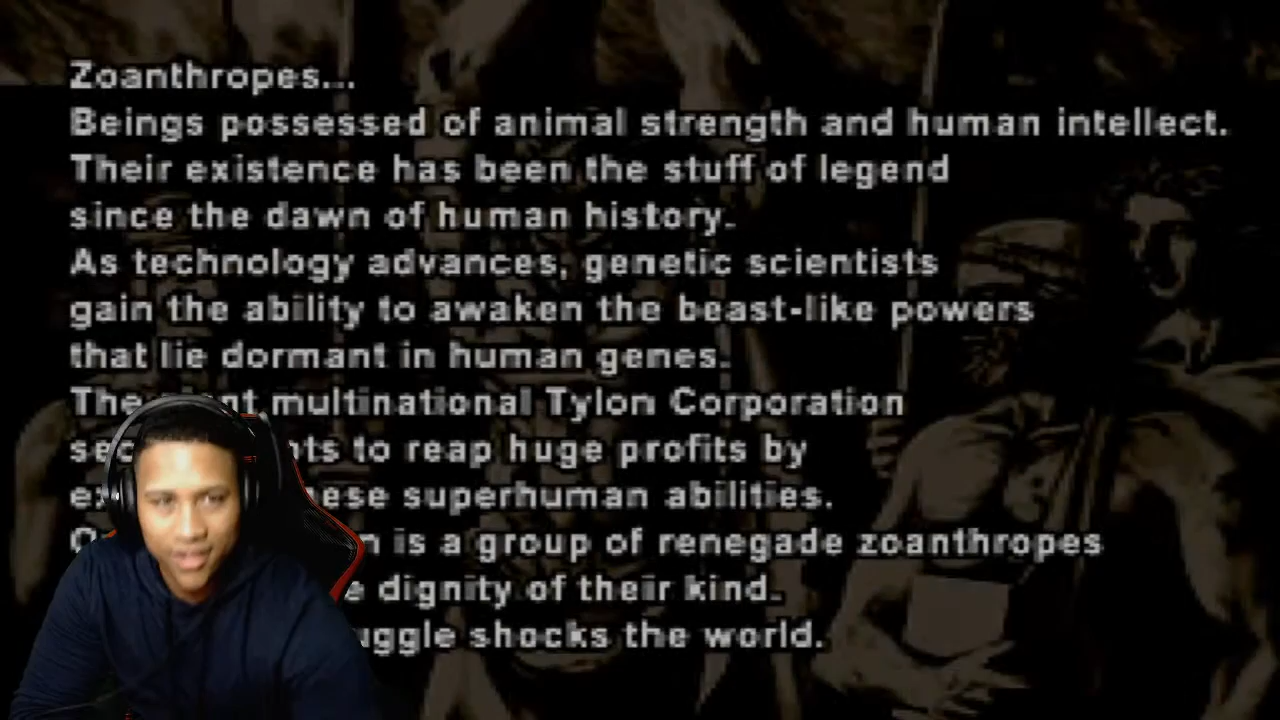 Zoanthropes...
Beings possessed of animal strength and human intellect.
Their existence has been the stuff of legend
since the dawn of human history.
As technology advances, genetic scientists
gain the ability to awaken the beast-like powers
that lie dormant in human genes.
The multinational Tylon Corporation
to reap huge profits by
superhuman abilities.
is a group of renegade zoanthropes
dignity of their kind.
shocks the world.